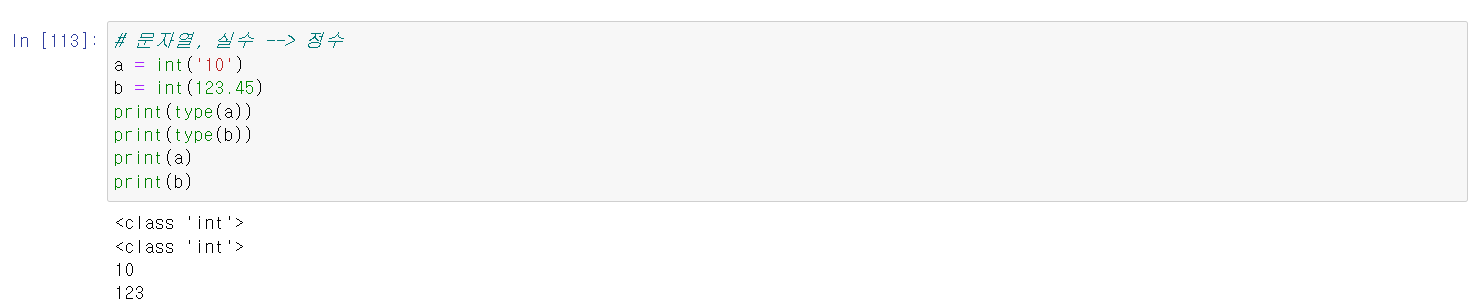 In [113]: # 문자열, 실수 --> 정수
a = int('10')
b = int(123.45)
print(type(a))
print(type(b))
print(a)
print(b)
<class 'int'>
<class 'int'>
10
123